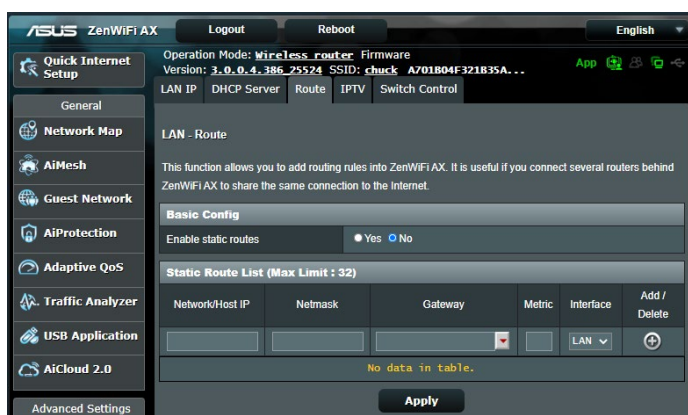 ASUS ZenWiFi AX
Logout
Reboot
English
Quick Internet
Setup
General
Network Map
AiMesh
Guest Network
AiProtection
Adaptive QoS
Traffic Analyzer
USB Application
AiCloud 2.0
Advanced Settings
Operation Mode: Wireless router Firmware
Version: 3.0.0.4.386_25524 SSID: chuck A701B04F321B35A...
App
LAN IP DHCP Server Route IPTV Switch Control
LAN - Route
This function allows you to add routing rules into ZenWiFi AX. It is useful if you connect several routers behind
ZenWiFi AX to share the same connection to the Internet.
Basic Config
Enable static routes Yes No
Static Route List (Max Limit : 32)
Network/Host IP Netmask Gateway Metric Interface Add /
Delete
LAN
No data in table.
Apply